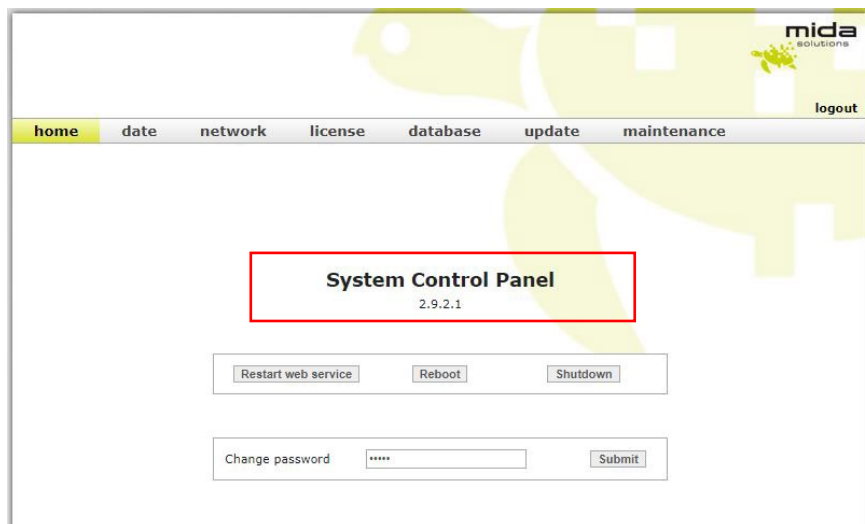 mida
solutions
logout
home date network license database update maintenance
System Control Panel
2.9.2.1
Restart web service Reboot Shutdown
Change password ••••• Submit